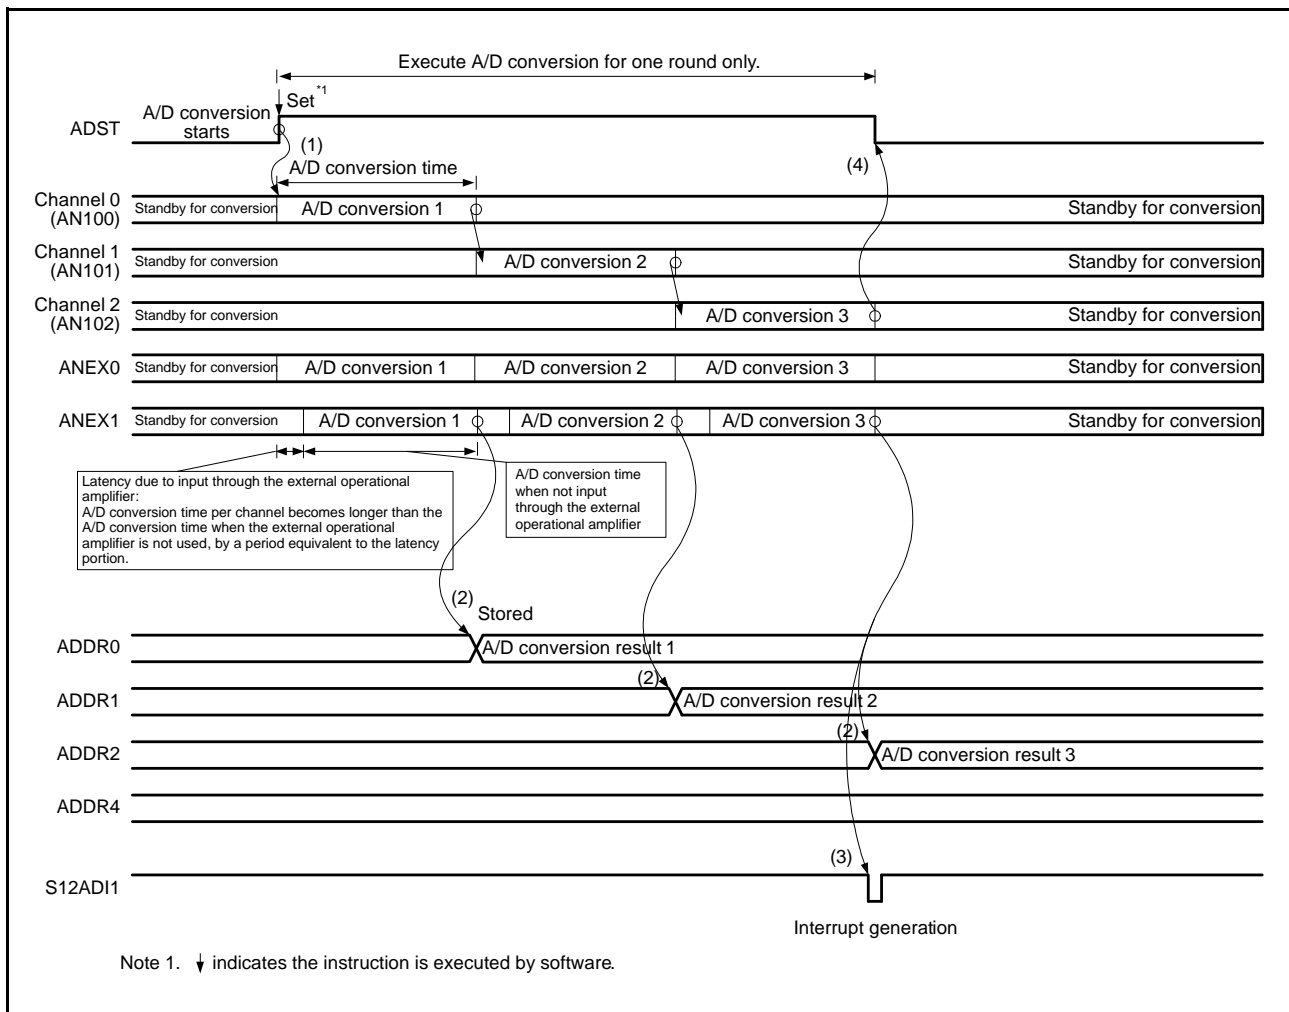 Execute A/D conversion for one round only.
Set*1
A/D conversion
starts
ADST
(1)
(4)
A/D conversion time
Channel 0
(AN100)
Standby for conversion
A/D conversion 1
Standby for conversion
Channel 1
(AN101)
Standby for conversion
A/D conversion 2
Standby for conversion
Channel 2
(AN102)
Standby for conversion
A/D conversion 3
Standby for conversion
ANEX0
Standby for conversion
A/D conversion 1
A/D conversion 2
A/D conversion 3
Standby for conversion
ANEX1
Standby for conversion
A/D conversion 1
A/D conversion 2
A/D conversion 3
Standby for conversion
Latency due to input through the external operational
amplifier:
A/D conversion time per channel becomes longer than the
A/D conversion time when the external operational
amplifier is not used, by a period equivalent to the latency
portion.
A/D conversion time
when not input
through the external
operational amplifier
(2)
Stored
ADDR0
A/D conversion result 1
(2)
ADDR1
A/D conversion result 2
(2)
ADDR2
A/D conversion result 3
ADDR4
(3)
S12ADI1
Interrupt generation
Note 1. ↓ indicates the instruction is executed by software.